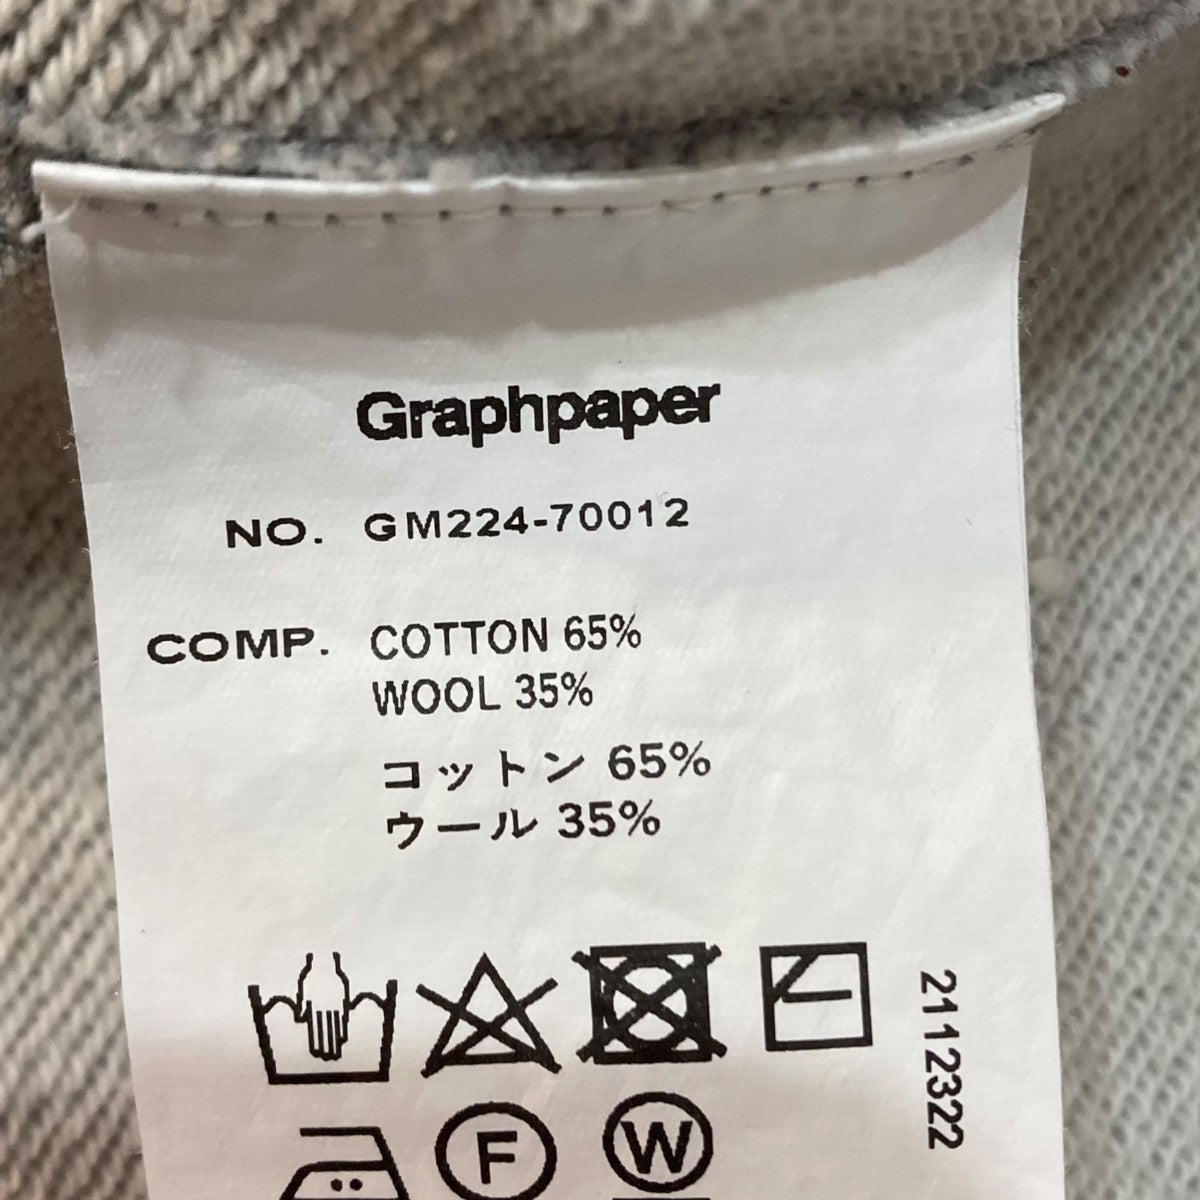 Graphpaper
NO. GM224-70012
COMP. COTTON 65%
WOOL 35%
コットン 65%
ウール 35%
2112322
F
W